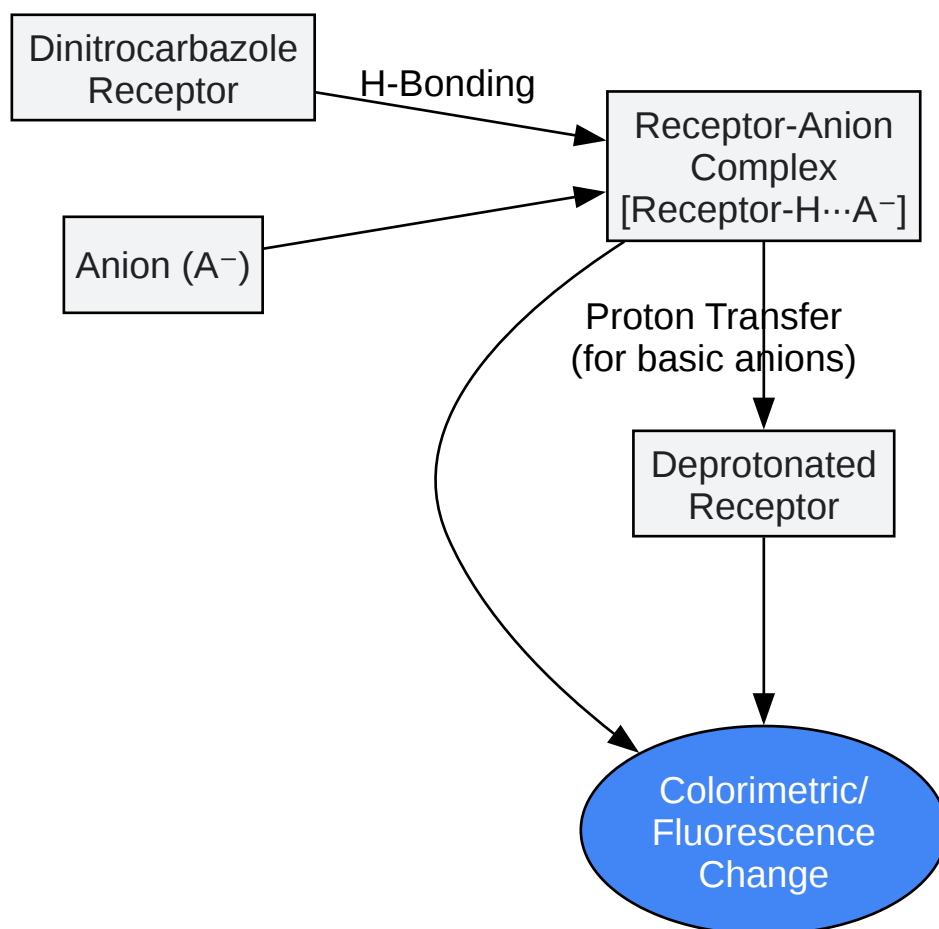 Dinitrocarbazole
Receptor
H-Bonding
Receptor-Anion
Complex
[Receptor-H···A⁻]
Anion (A⁻)
Proton Transfer
(for basic anions)
Deprotonated
Receptor
Colorimetric/
Fluorescence
Change